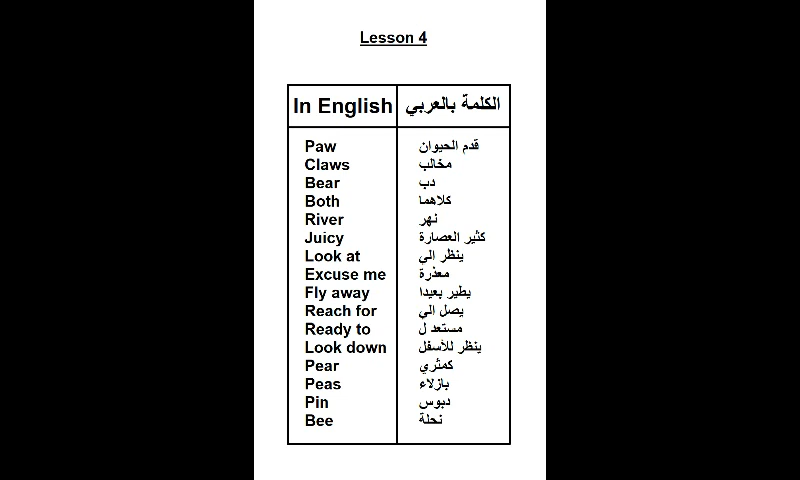 Lesson 4
In English الكلمة بالعربي
Paw قدم الحيوان
Claws مخالب
Bear دب
Both كلاهما
River نهر
Juicy كثير العصارة
Look at ينظر الي
Excuse me معذرة
Fly away يطير بعيدا
Reach for يصل الي
Ready to مستعد ل
Look down ينظر للأسفل
Pear كمثري
Peas بازلاء
Pin دبوس
Bee نحلة